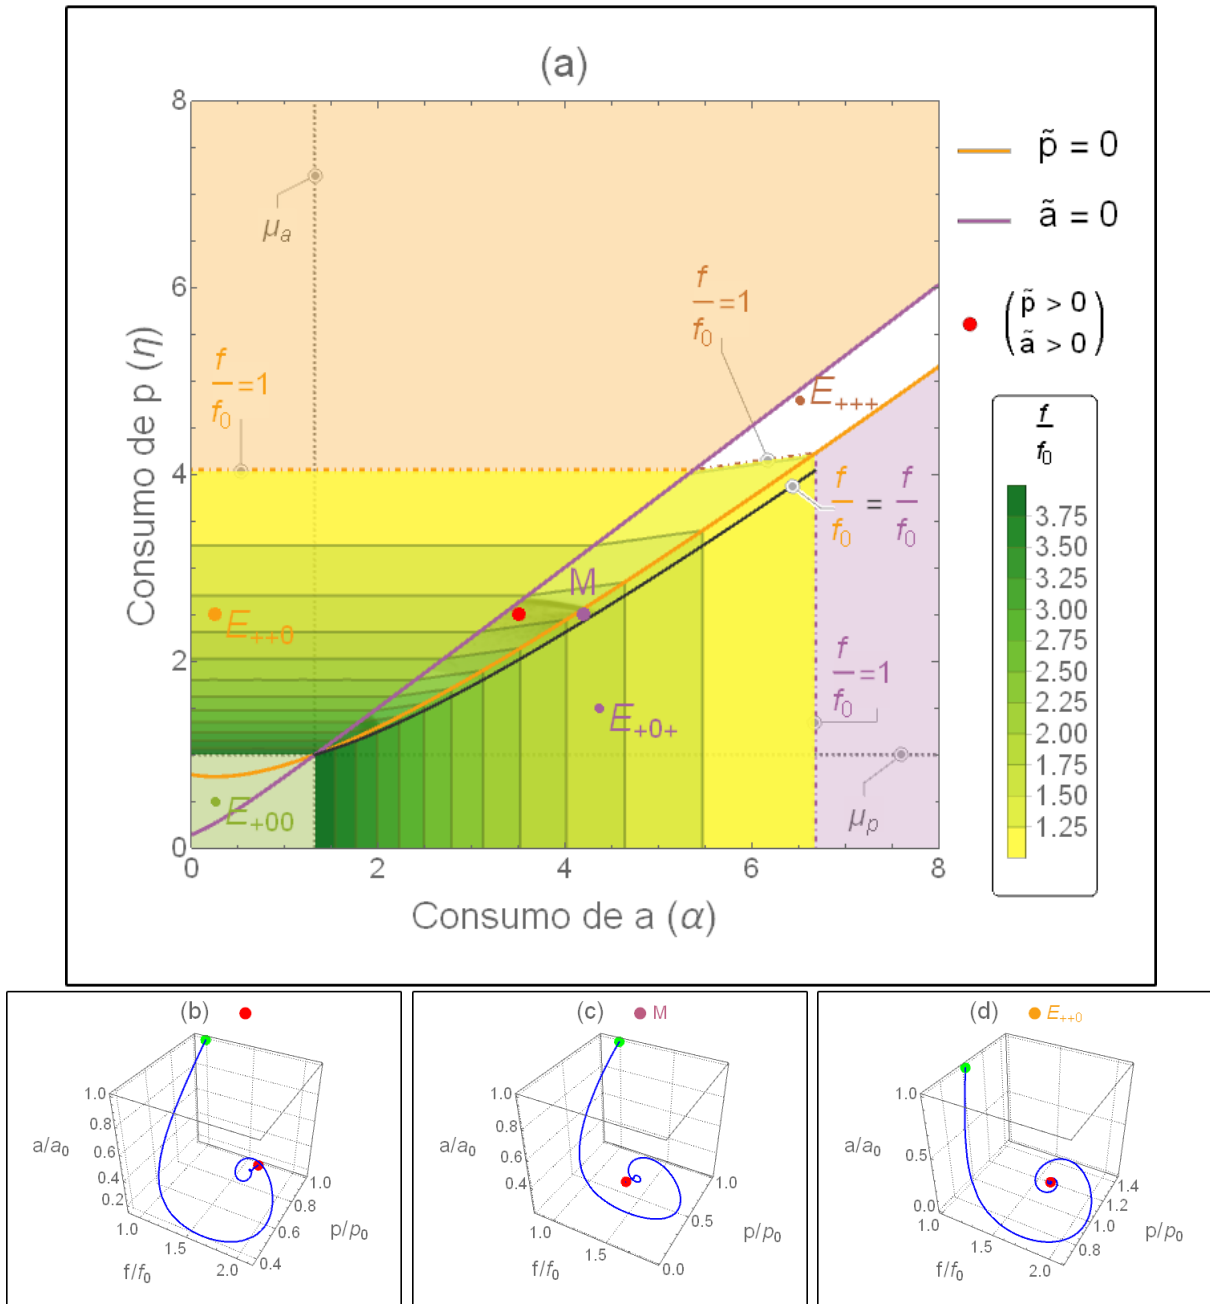 (a)
8
6
4
2
0
0
2
4
6
8
Consumo de p (η)
Consumo de a (α)
μₐ
f/f₀=1
f/f₀=1
E₊₊₊
f/f₀ = f/f₀
M
E₊₊₀
E₊₀₊
f/f₀=1
E₊₀₀
μₚ
p̃ = 0
ã = 0
(p̃ > 0
ã > 0)
f/f₀
3.75
3.50
3.25
3.00
2.75
2.50
2.25
2.00
1.75
1.50
1.25
(b)
1.0
0.8
0.6
0.4
0.2
a/a₀
1.0
1.5
2.0
f/f₀
0.4
0.6
0.8
1.0
p/p₀
(c) M
1.0
0.8
0.6
0.4
a/a₀
1.0
1.5
f/f₀
0.0
0.5
1.0
p/p₀
(d) E₊₊₀
1.0
0.5
0.0
a/a₀
1.0
1.5
2.0
f/f₀
0.8
1.0
1.2
1.4
p/p₀